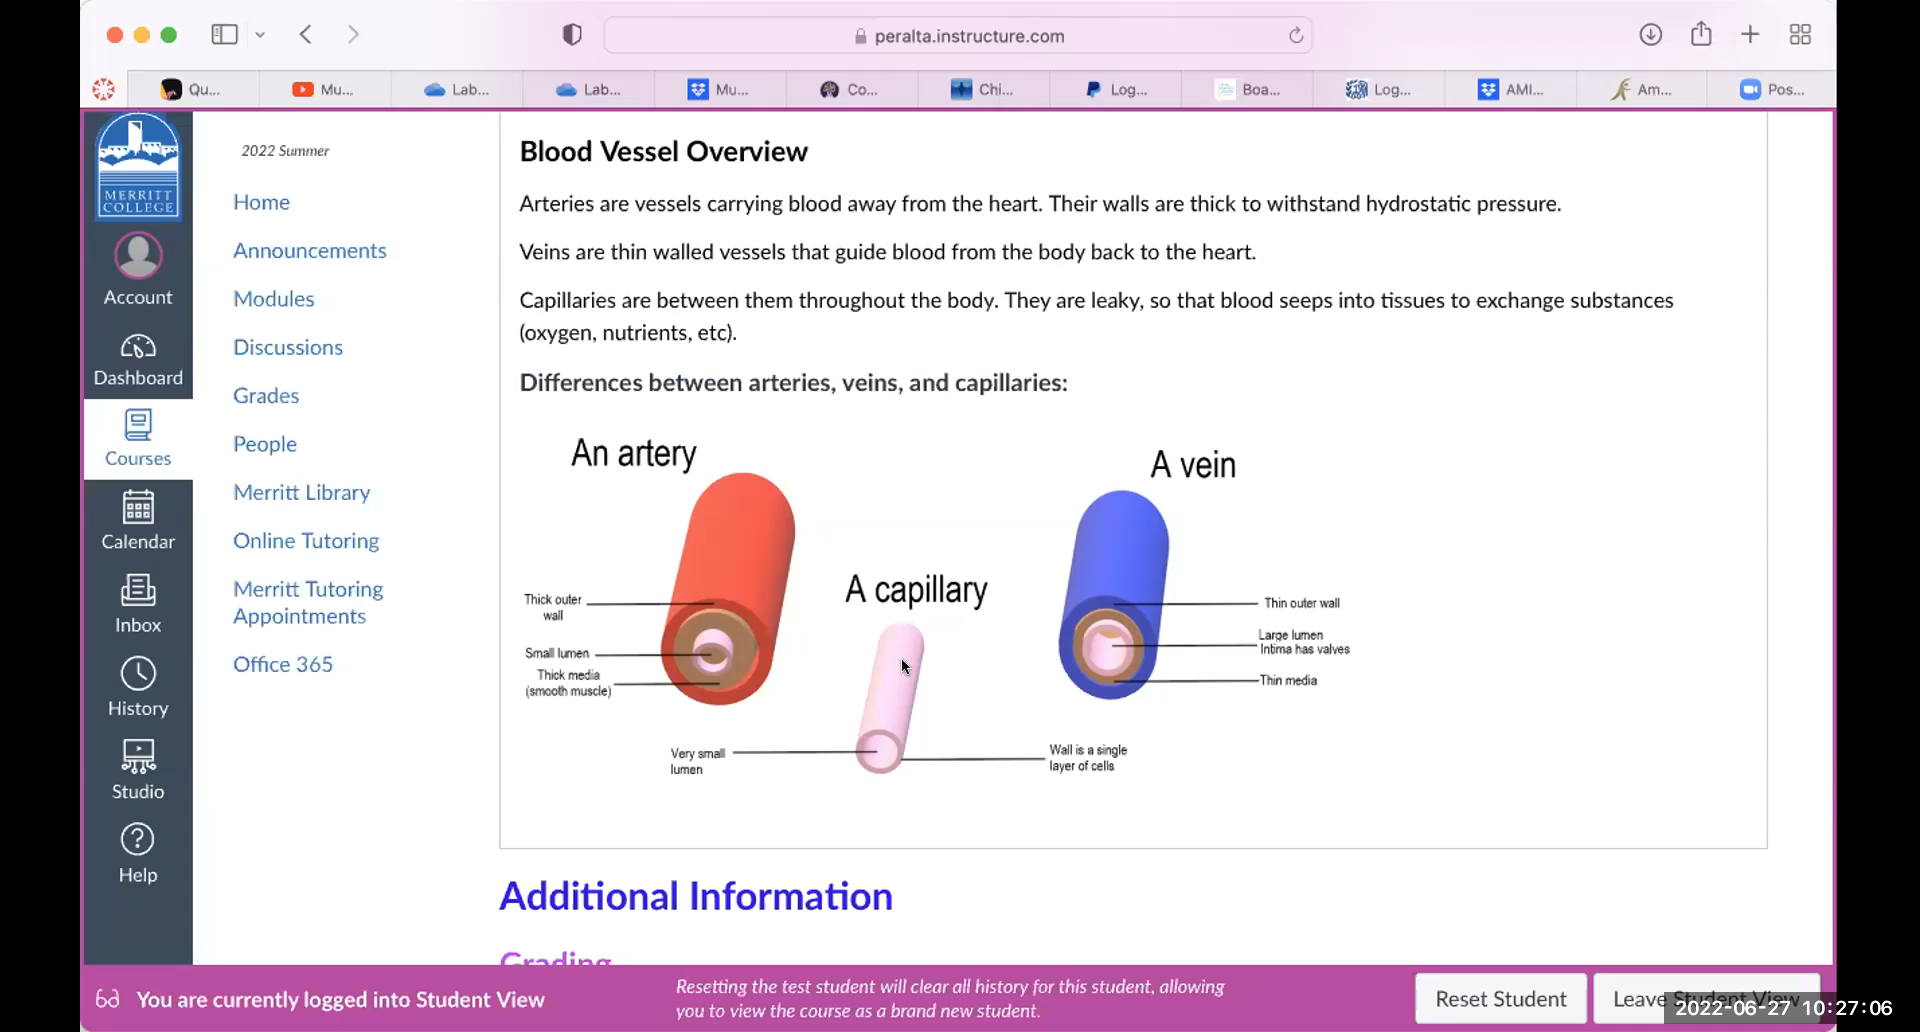 peralta.instructure.com
Qu... Mu... Lab... Lab... Mu... Co... Chi... Log... Boa... Log... AMI... Am... Pos...
MERRITT
COLLEGE
Account
Dashboard
Courses
Calendar
Inbox
History
Studio
Help
2022 Summer
Home
Announcements
Modules
Discussions
Grades
People
Merritt Library
Online Tutoring
Merritt Tutoring
Appointments
Office 365
Blood Vessel Overview
Arteries are vessels carrying blood away from the heart. Their walls are thick to withstand hydrostatic pressure.
Veins are thin walled vessels that guide blood from the body back to the heart.
Capillaries are between them throughout the body. They are leaky, so that blood seeps into tissues to exchange substances
(oxygen, nutrients, etc).
Differences between arteries, veins, and capillaries:
An artery
Thick outer
wall
Small lumen
Thick media
(smooth muscle)
A capillary
Very small
lumen
Wall is a single
layer of cells
A vein
Thin outer wall
Large lumen
Intima has valves
Thin media
Additional Information
Grading
You are currently logged into Student View
Resetting the test student will clear all history for this student, allowing
you to view the course as a brand new student.
Reset Student
Leave Student View
2022-06-27 10:27:06